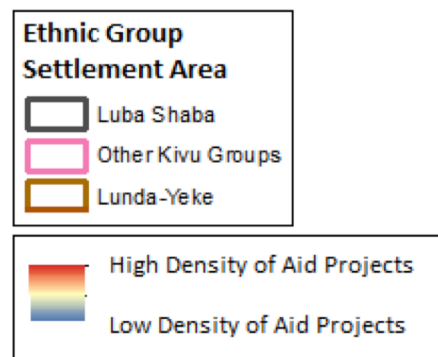 Ethnic Group
Settlement Area
Luba Shaba
Other Kivu Groups
Lunda-Yeke
High Density of Aid Projects
Low Density of Aid Projects